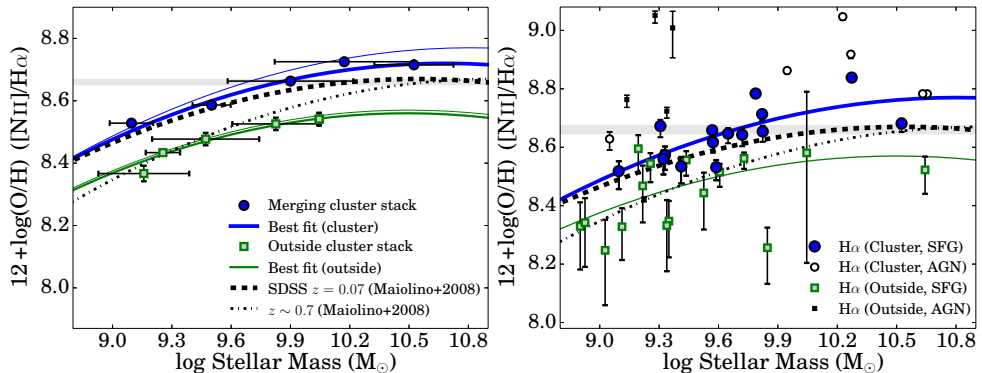 12+log(O/H) ([NII]/Hα)
8.8
8.6
8.4
8.2
8.0
9.0 9.3 9.6 9.9 10.2 10.5 10.8
log Stellar Mass (M⊙)
Merging cluster stack
Best fit (cluster)
Outside cluster stack
Best fit (outside)
SDSS z = 0.07 (Maiolino+2008)
z ∼ 0.7 (Maiolino+2008)
12+log(O/H) ([NII]/Hα)
9.0
8.8
8.6
8.4
8.2
8.0
9.0 9.3 9.6 9.9 10.2 10.5 10.8
log Stellar Mass (M⊙)
Hα (Cluster, SFG)
Hα (Cluster, AGN)
Hα (Outside, SFG)
Hα (Outside, AGN)